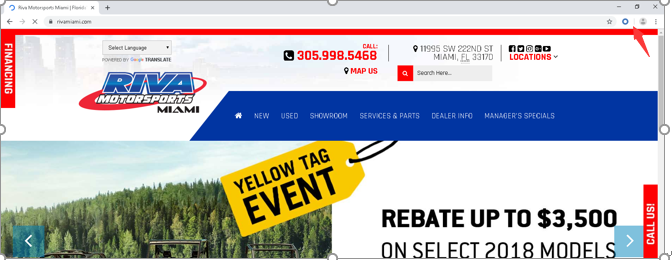 Riva Motorsports Miami | Florida
rivamiami.com
FINANCING
Select Language
POWERED BY Google TRANSLATE
RIVA
MOTORSPORTS
MIAMI
CALL:
305.998.5468
MAP US
11995 SW 222ND ST
MIAMI, FL 33170
LOCATIONS
Search Here...
NEW USED SHOWROOM SERVICES & PARTS DEALER INFO MANAGER'S SPECIALS
YELLOW TAG
EVENT
REBATE UP TO $3,500
ON SELECT 2018 MODELS
CALL US!